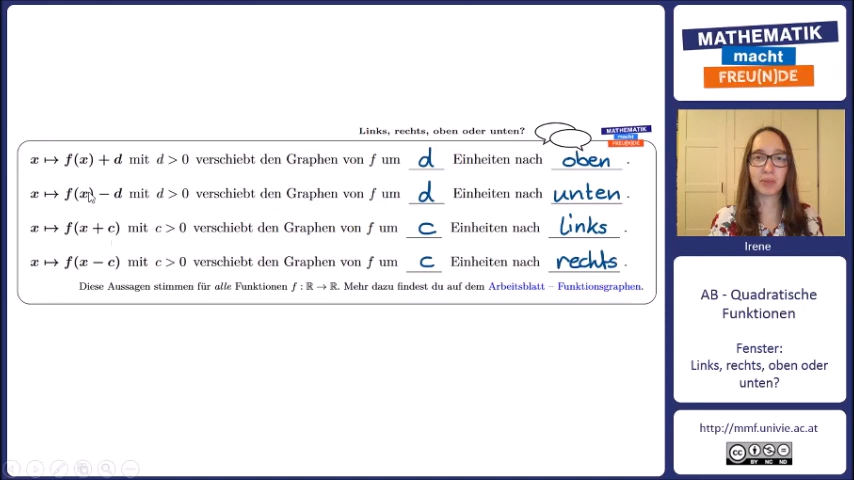 Links, rechts, oben oder unten?
MATHEMATIK
macht
FREU(N)DE
x ↦ f(x) + d mit d > 0 verschiebt den Graphen von f um d Einheiten nach oben .
x ↦ f(x) − d mit d > 0 verschiebt den Graphen von f um d Einheiten nach unten .
x ↦ f(x + c) mit c > 0 verschiebt den Graphen von f um c Einheiten nach links .
x ↦ f(x − c) mit c > 0 verschiebt den Graphen von f um c Einheiten nach rechts .
Diese Aussagen stimmen für alle Funktionen f : ℝ → ℝ. Mehr dazu findest du auf dem Arbeitsblatt – Funktionsgraphen.
MATHEMATIK
macht
FREU(N)DE
Irene
AB - Quadratische
Funktionen
Fenster:
Links, rechts, oben oder
unten?
http://mmf.univie.ac.at
cc
BY NC ND